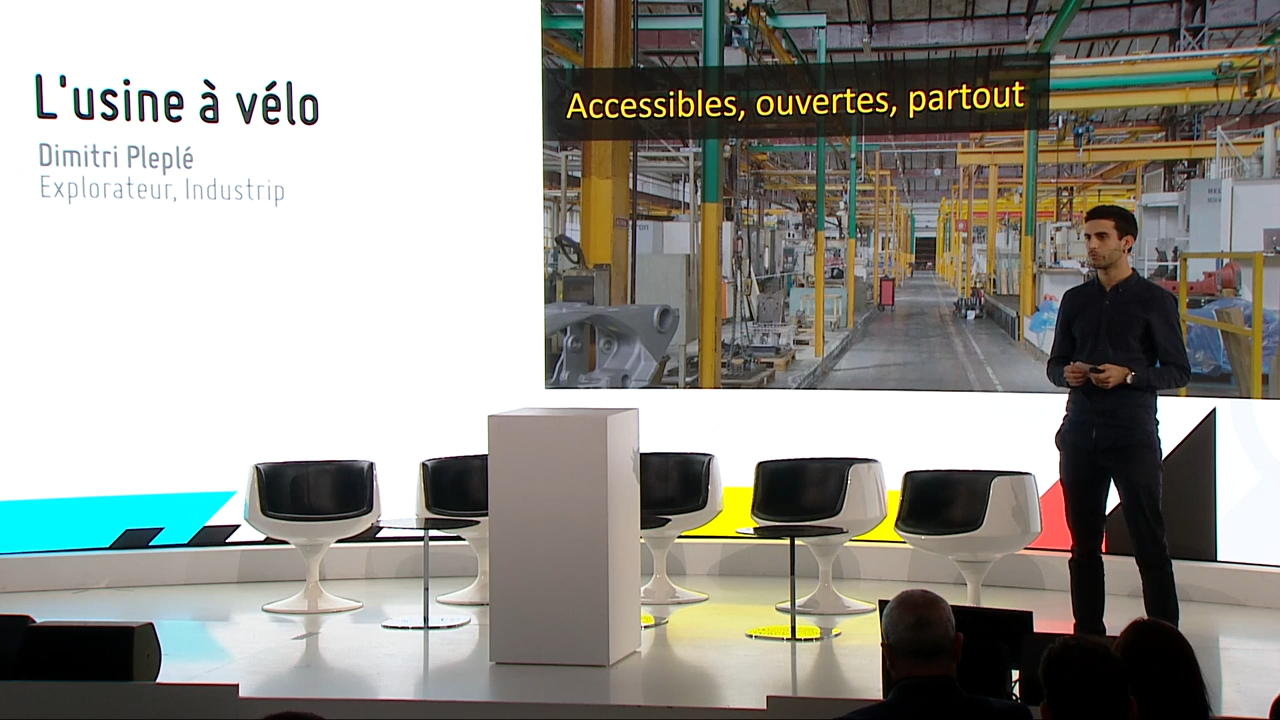 L'usine à vélo
Dimitri Pleplé
Explorateur, Industrip
Accessibles, ouvertes, partout